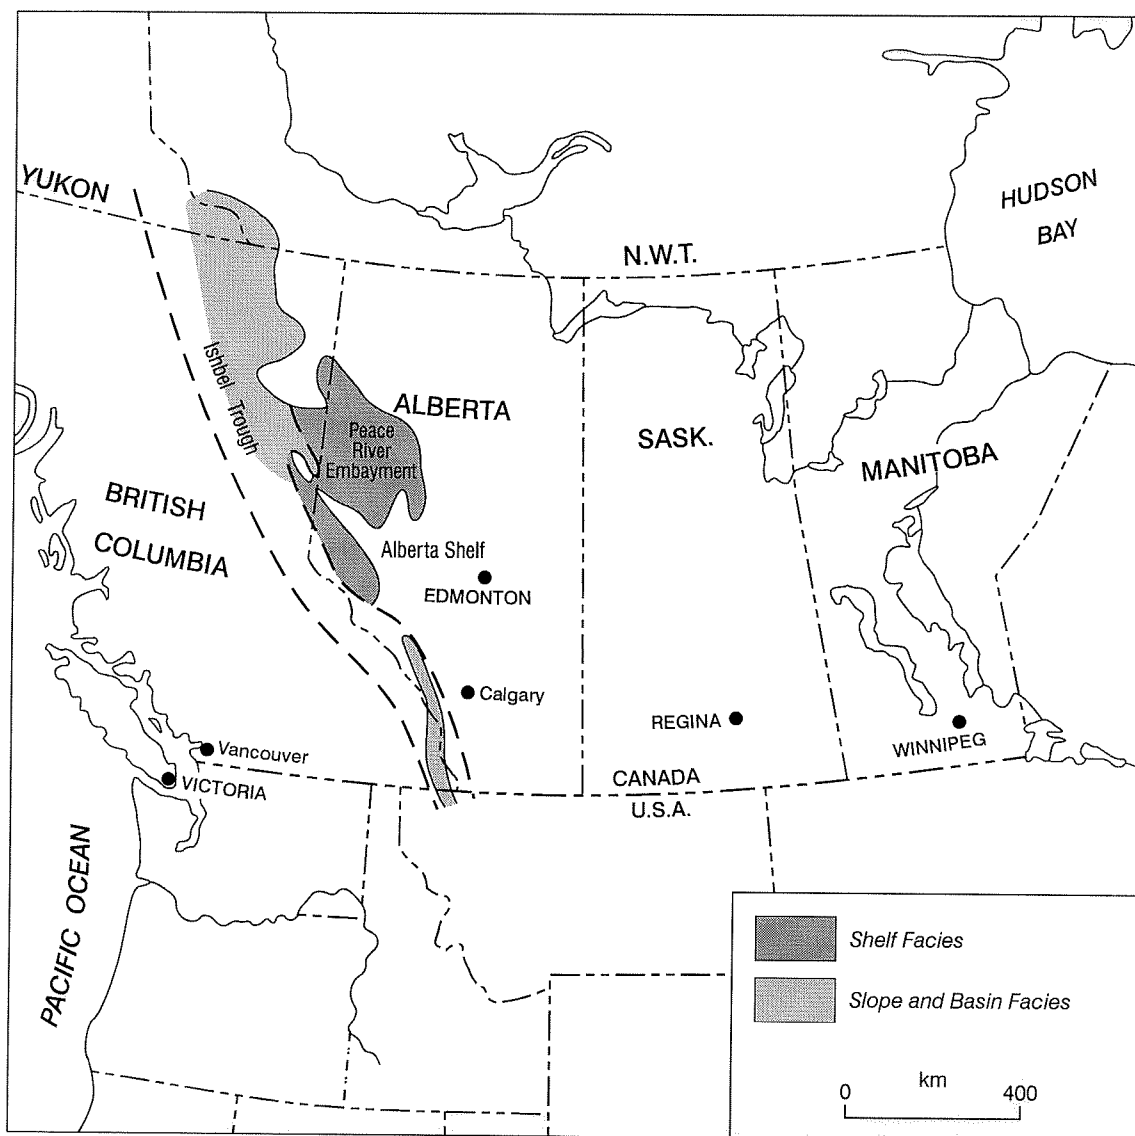 YUKON
HUDSON
BAY
N.W.T.
Ishbel Trough
ALBERTA
Peace
River
Embayment
SASK.
MANITOBA
BRITISH
COLUMBIA
Alberta Shelf
EDMONTON
Calgary
REGINA
WINNIPEG
Vancouver
VICTORIA
CANADA
U.S.A.
PACIFIC OCEAN
Shelf Facies
Slope and Basin Facies
km
0 400